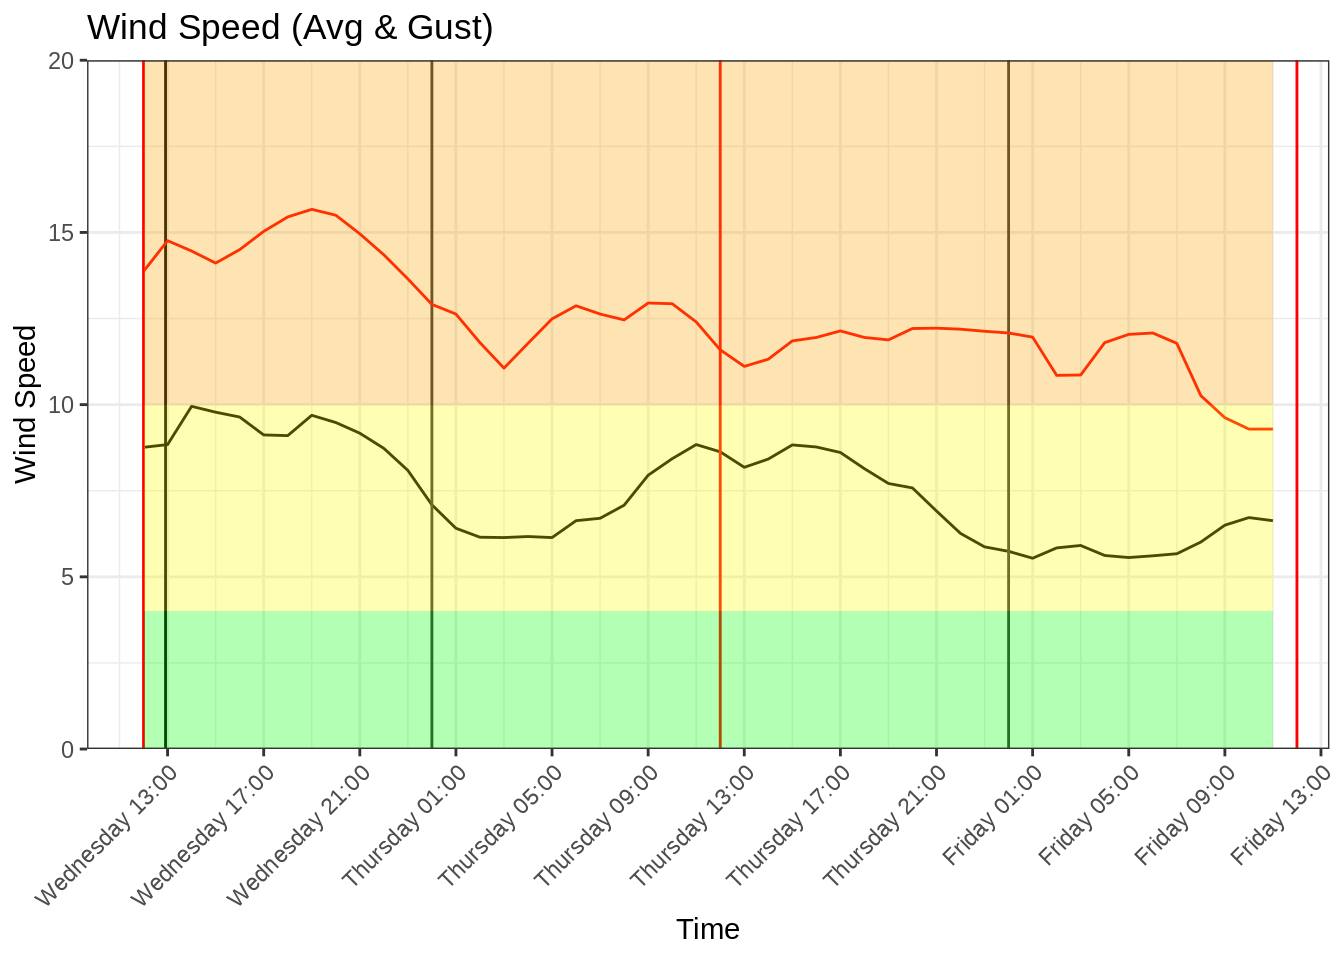 Wind Speed (Avg & Gust)
20
15
10
5
0
Wind Speed
Wednesday 13:00
Wednesday 17:00
Wednesday 21:00
Thursday 01:00
Thursday 05:00
Thursday 09:00
Thursday 13:00
Thursday 17:00
Thursday 21:00
Friday 01:00
Friday 05:00
Friday 09:00
Friday 13:00
Time